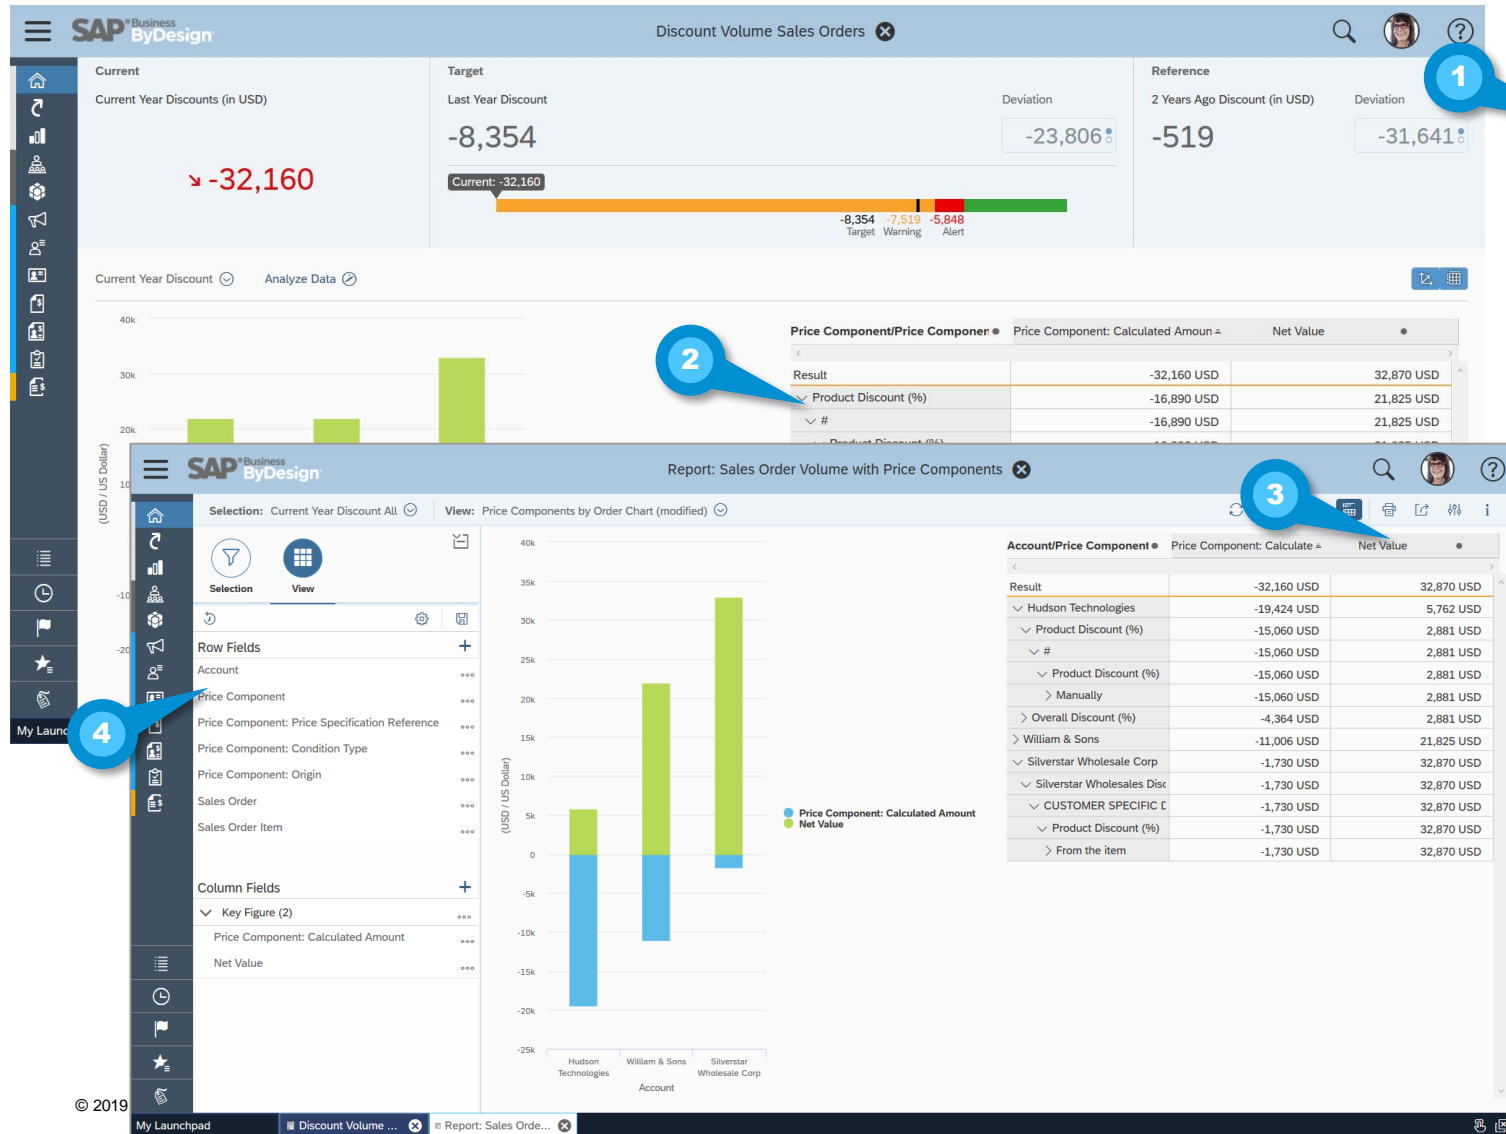 SAP Business ByDesign
Discount Volume Sales Orders
1
Current
Current Year Discounts (in USD)
-32,160
Target
Last Year Discount
-8,354
Deviation
-23,806
Current: -32,160
-8,354 -7,519 -5,848
Target Warning Alert
Reference
2 Years Ago Discount (in USD)
-519
Deviation
-31,641
Current Year Discount
Analyze Data
40k
30k
20k
10
-10
-20
(USD / US Dollar)
2
Price Component/Price Componen Price Component: Calculated Amoun Net Value
Result -32,160 USD 32,870 USD
Product Discount (%) -16,890 USD 21,825 USD
# -16,890 USD 21,825 USD
My Launc
SAP Business ByDesign
Report: Sales Order Volume with Price Components
3
Selection: Current Year Discount All
View: Price Components by Order Chart (modified)
Selection
View
Row Fields
Account
Price Component
Price Component: Price Specification Reference
Price Component: Condition Type
Price Component: Origin
Sales Order
Sales Order Item
4
Column Fields
Key Figure (2)
Price Component: Calculated Amount
Net Value
40k
35k
30k
25k
20k
15k
10k
5k
0
-5k
-10k
-15k
-20k
-25k
(USD / US Dollar)
Hudson Technologies
William & Sons
Silverstar Wholesale Corp
Account
Price Component: Calculated Amount
Net Value
Account/Price Component Price Component: Calculate Net Value
Result -32,160 USD 32,870 USD
Hudson Technologies -19,424 USD 5,762 USD
Product Discount (%) -15,060 USD 2,881 USD
# -15,060 USD 2,881 USD
Product Discount (%) -15,060 USD 2,881 USD
Manually -15,060 USD 2,881 USD
Overall Discount (%) -4,364 USD 2,881 USD
William & Sons -11,006 USD 21,825 USD
Silverstar Wholesale Corp -1,730 USD 32,870 USD
Silverstar Wholesales Disc -1,730 USD 32,870 USD
CUSTOMER SPECIFIC D -1,730 USD 32,870 USD
Product Discount (%) -1,730 USD 32,870 USD
From the item -1,730 USD 32,870 USD
© 2019
My Launchpad
Discount Volume ...
Report: Sales Orde...